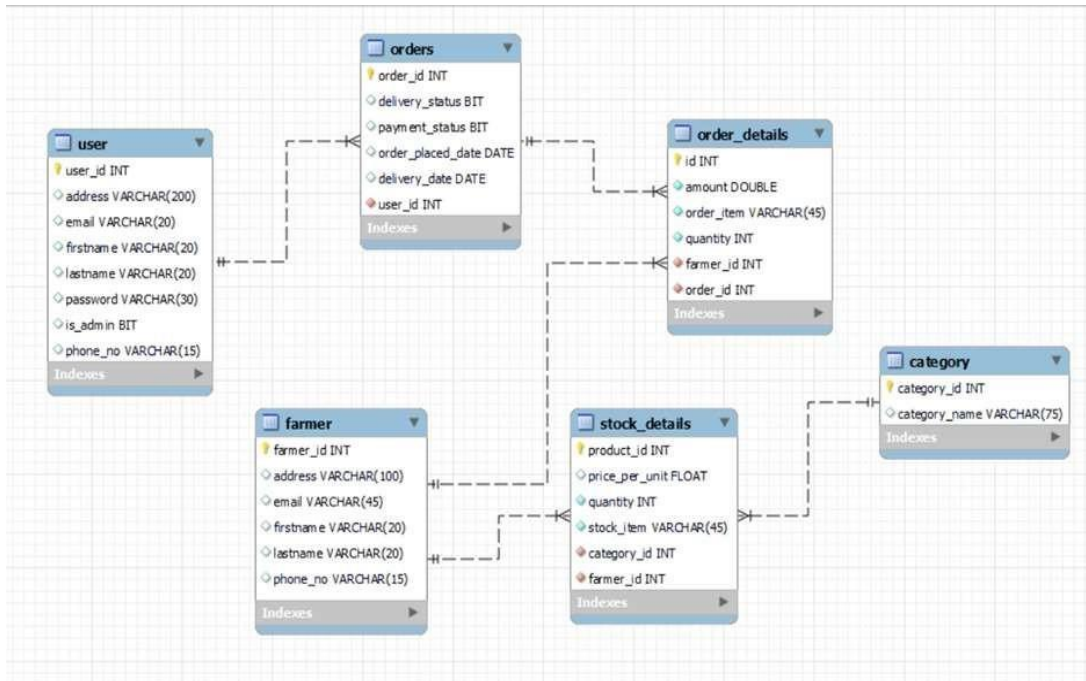 orders
order_id INT
delivery_status BIT
payment_status BIT
order_placed_date DATE
delivery_date DATE
user_id INT
Indexes
user
user_id INT
address VARCHAR(200)
email VARCHAR(20)
firstname VARCHAR(20)
lastname VARCHAR(20)
password VARCHAR(30)
is_admin BIT
phone_no VARCHAR(15)
Indexes
order_details
id INT
amount DOUBLE
order_item VARCHAR(45)
quantity INT
farmer_id INT
order_id INT
Indexes
category
category_id INT
category_name VARCHAR(75)
Indexes
farmer
farmer_id INT
address VARCHAR(100)
email VARCHAR(45)
firstname VARCHAR(20)
lastname VARCHAR(20)
phone_no VARCHAR(15)
Indexes
stock_details
product_id INT
price_per_unit FLOAT
quantity INT
stock_item VARCHAR(45)
category_id INT
farmer_id INT
Indexes